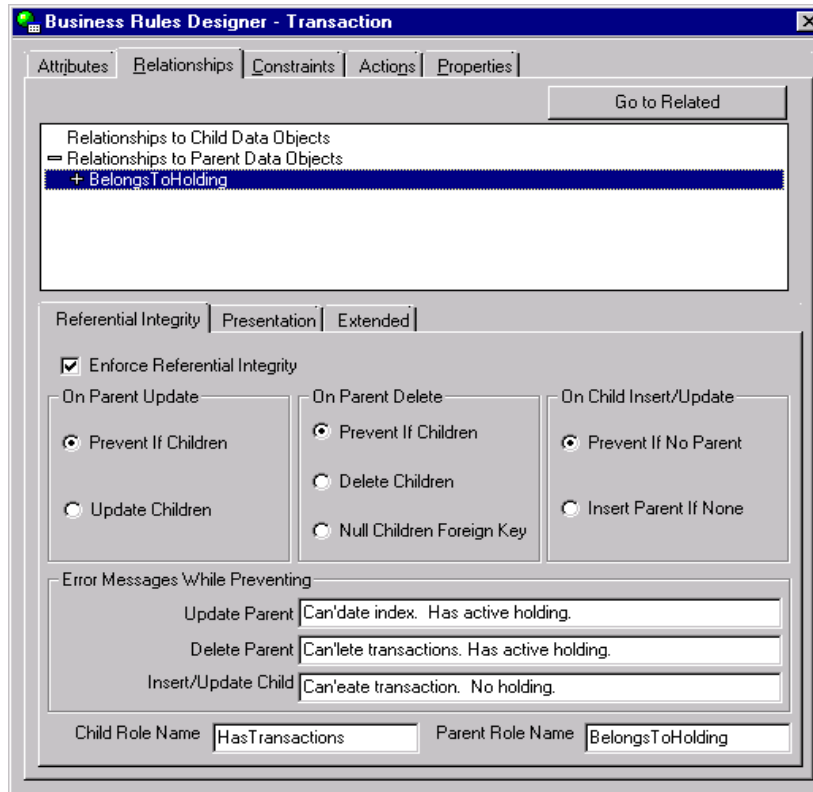 Business Rules Designer - Transaction
Attributes Relationships Constraints Actions Properties
Go to Related
Relationships to Child Data Objects
Relationships to Parent Data Objects
BelongsToHolding
Referential Integrity Presentation Extended
Enforce Referential Integrity
On Parent Update
Prevent If Children
Update Children
On Parent Delete
Prevent If Children
Delete Children
Null Children Foreign Key
On Child Insert/Update
Prevent If No Parent
Insert Parent If None
Error Messages While Preventing
Update Parent Can'date index.  Has active holding.
Delete Parent Can'lete transactions. Has active holding.
Insert/Update Child Can'eate transaction.  No holding.
Child Role Name HasTransactions Parent Role Name BelongsToHolding